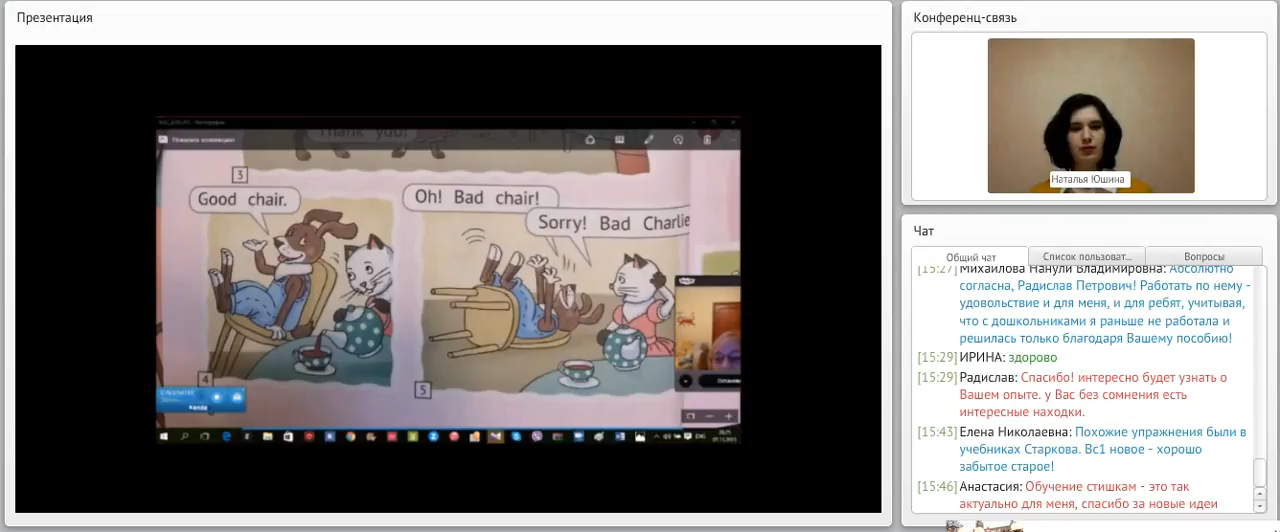 Презентация
Thank you!
3
Good chair.
Oh! Bad chair!
Sorry! Bad Charlie
4
5
Конференц-связь
Наталья Юшина
Чат
Общий чат
Список пользоват...
Вопросы
[15:27] Михайлова Нанули Владимировна: Абсолютно
согласна, Радислав Петрович! Работать по нему -
удовольствие и для меня, и для ребят, учитывая,
что с дошкольниками я раньше не работала и
решилась только благодаря Вашему пособию!
[15:29] ИРИНА: здорово
[15:29] Радислав: Спасибо! интересно будет узнать о
Вашем опыте. у Вас без сомнения есть
интересные находки.
[15:43] Елена Николаевна: Похожие упражнения были в
учебниках Старкова. Вс1 новое - хорошо
забытое старое!
[15:46] Анастасия: Обучение стишкам - это так
актуально для меня, спасибо за новые идеи